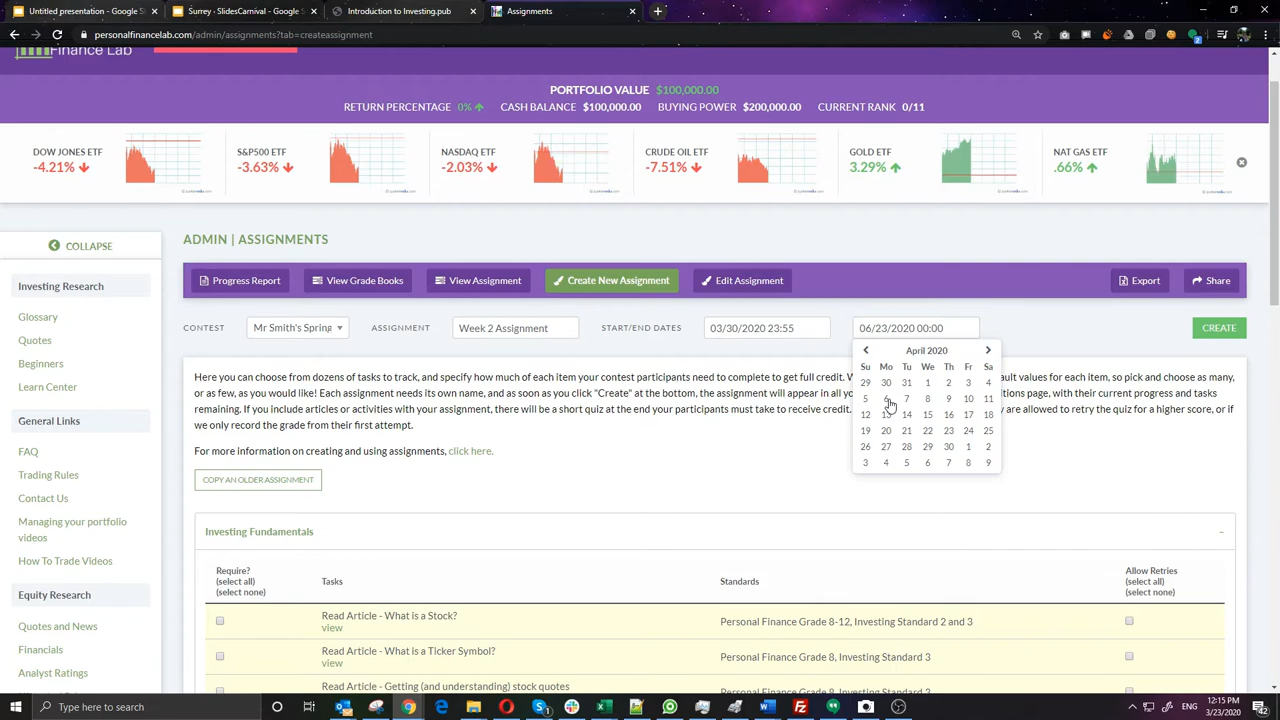 Untitled presentation - Google S
Survey - SlidesCarnival - Google S
Introduction to Investing.pub
Assignments
personalfinancelab.com/admin/assignments?tab=createassignment
Finance Lab
PORTFOLIO VALUE $100,000.00
RETURN PERCENTAGE 0% CASH BALANCE $100,000.00 BUYING POWER $200,000.00 CURRENT RANK 0/11
DOW JONES ETF
-4.21%
S&P500 ETF
-3.63%
NASDAQ ETF
-2.03%
CRUDE OIL ETF
-7.51%
GOLD ETF
3.29%
NAT GAS ETF
.66%
COLLAPSE
Investing Research
Glossary
Quotes
Beginners
Learn Center
General Links
FAQ
Trading Rules
Contact Us
Managing your portfolio
videos
How To Trade Videos
Equity Research
Quotes and News
Financials
Analyst Ratings
ADMIN | ASSIGNMENTS
Progress Report
View Grade Books
View Assignment
Create New Assignment
Edit Assignment
Export
Share
CONTEST Mr Smith's Spring ASSIGNMENT Week 2 Assignment START/END DATES 03/30/2020 23:55 06/23/2020 00:00 CREATE
April 2020
Su Mo Tu We Th Fr Sa
29 30 31 1 2 3 4
5 6 7 8 9 10 11
12 13 14 15 16 17 18
19 20 21 22 23 24 25
26 27 28 29 30 1 2
3 4 5 6 7 8 9
Here you can choose from dozens of tasks to track, and specify how much of each item your contest participants need to complete to get full credit. W ault values for each item, so pick and choose as many,
or as few, as you would like! Each assignment needs its own name, and as soon as you click "Create" at the bottom, the assignment will appear in all yo ions page, with their current progress and tasks
remaining. If you include articles or activities with your assignment, there will be a short quiz at the end your participants must take to receive credit. y are allowed to retry the quiz for a higher score, or if
we only record the grade from their first attempt.
For more information on creating and using assignments, click here.
COPY AN OLDER ASSIGNMENT
Investing Fundamentals
Require?
(select all)
(select none)
Tasks
Standards
Allow Retries
(select all)
(select none)
Read Article - What is a Stock?
view
Personal Finance Grade 8-12, Investing Standard 2 and 3
Read Article - What is a Ticker Symbol?
view
Personal Finance Grade 8, Investing Standard 3
Read Article - Getting (and understanding) stock quotes
Personal Finance Grade 8, Investing Standard 3
Type here to search
12:15 PM
3/23/2020